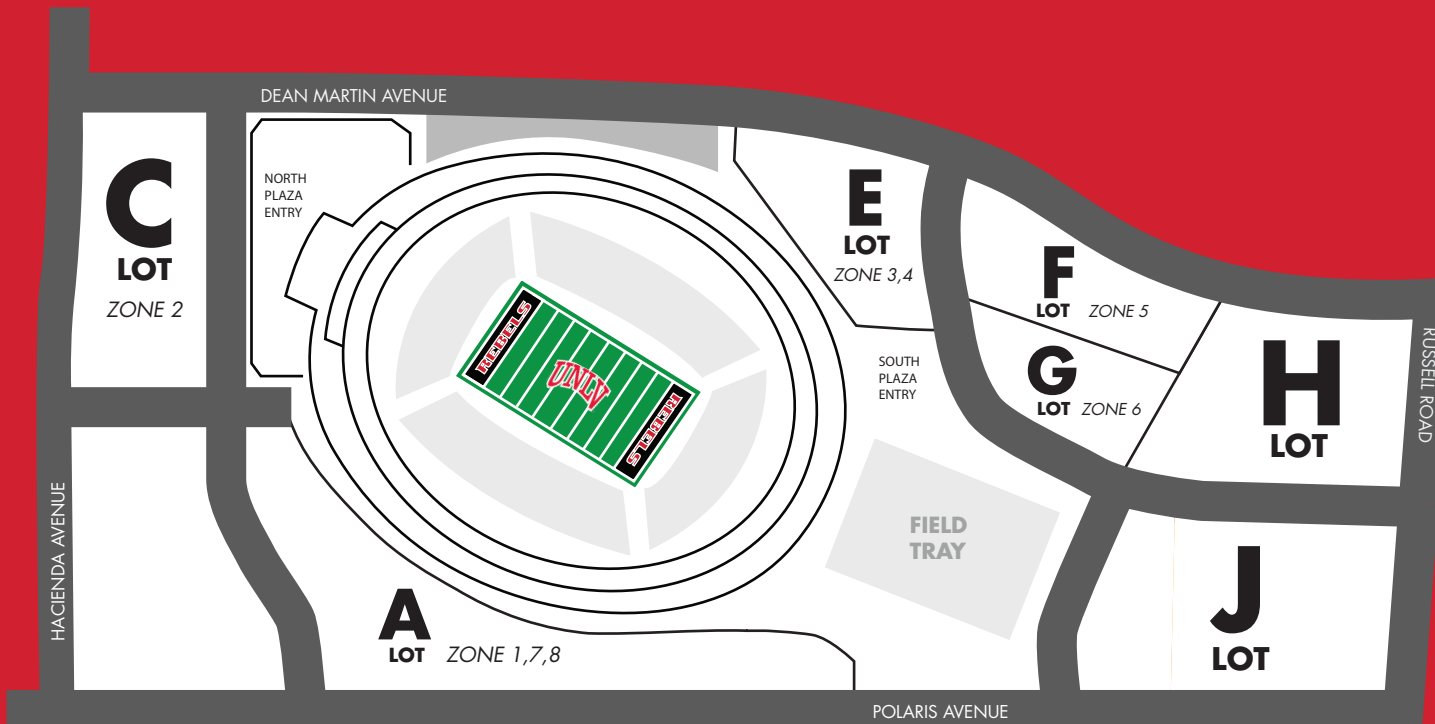 DEAN MARTIN AVENUE
C
LOT
ZONE 2
NORTH
PLAZA
ENTRY
E
LOT
ZONE 3,4
F
LOT ZONE 5
G
LOT ZONE 6
H
LOT
RUSSELL ROAD
SOUTH
PLAZA
ENTRY
REBELS
UNLV
REBELS
HACIENDA AVENUE
FIELD
TRAY
A
LOT ZONE 1,7,8
J
LOT
POLARIS AVENUE